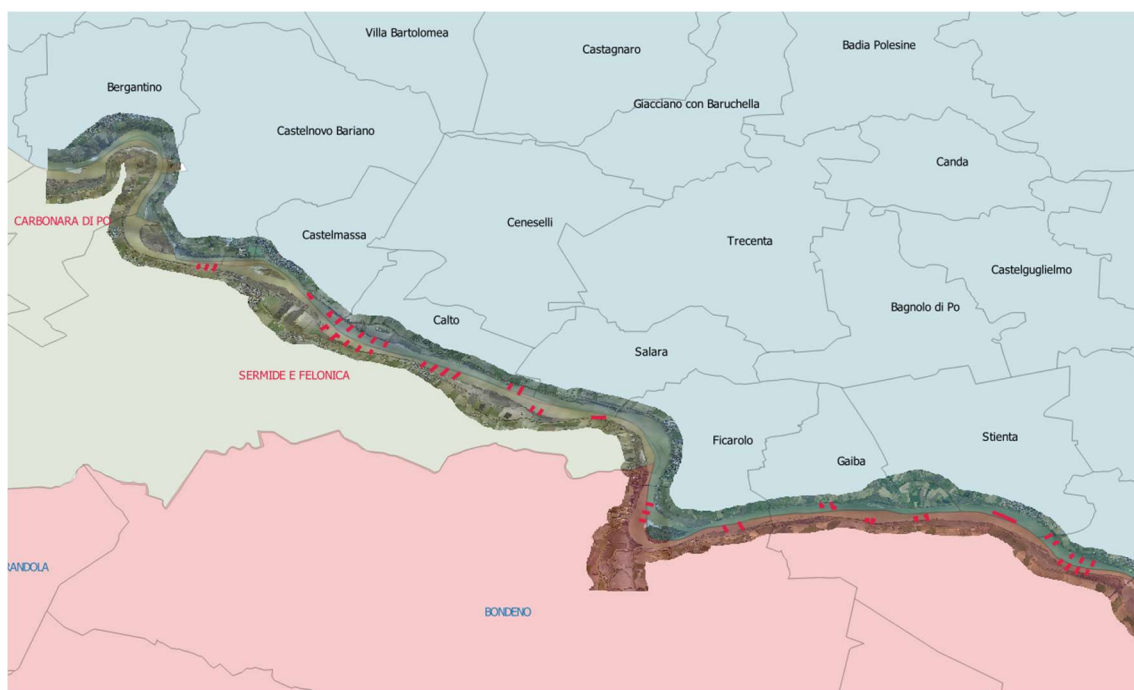 Villa Bartolomea
Castagnaro
Badia Polesine
Bergantino
Giacciano con Baruchella
Castelnovo Bariano
Canda
CARBONARA DI PO
Castelmassa
Ceneselli
Trecenta
Castelguglielmo
Bagnolo di Po
Calto
Salara
SERMIDE E FELONICA
Ficarolo
Stienta
Gaiba
RANDOLA
BONDENO